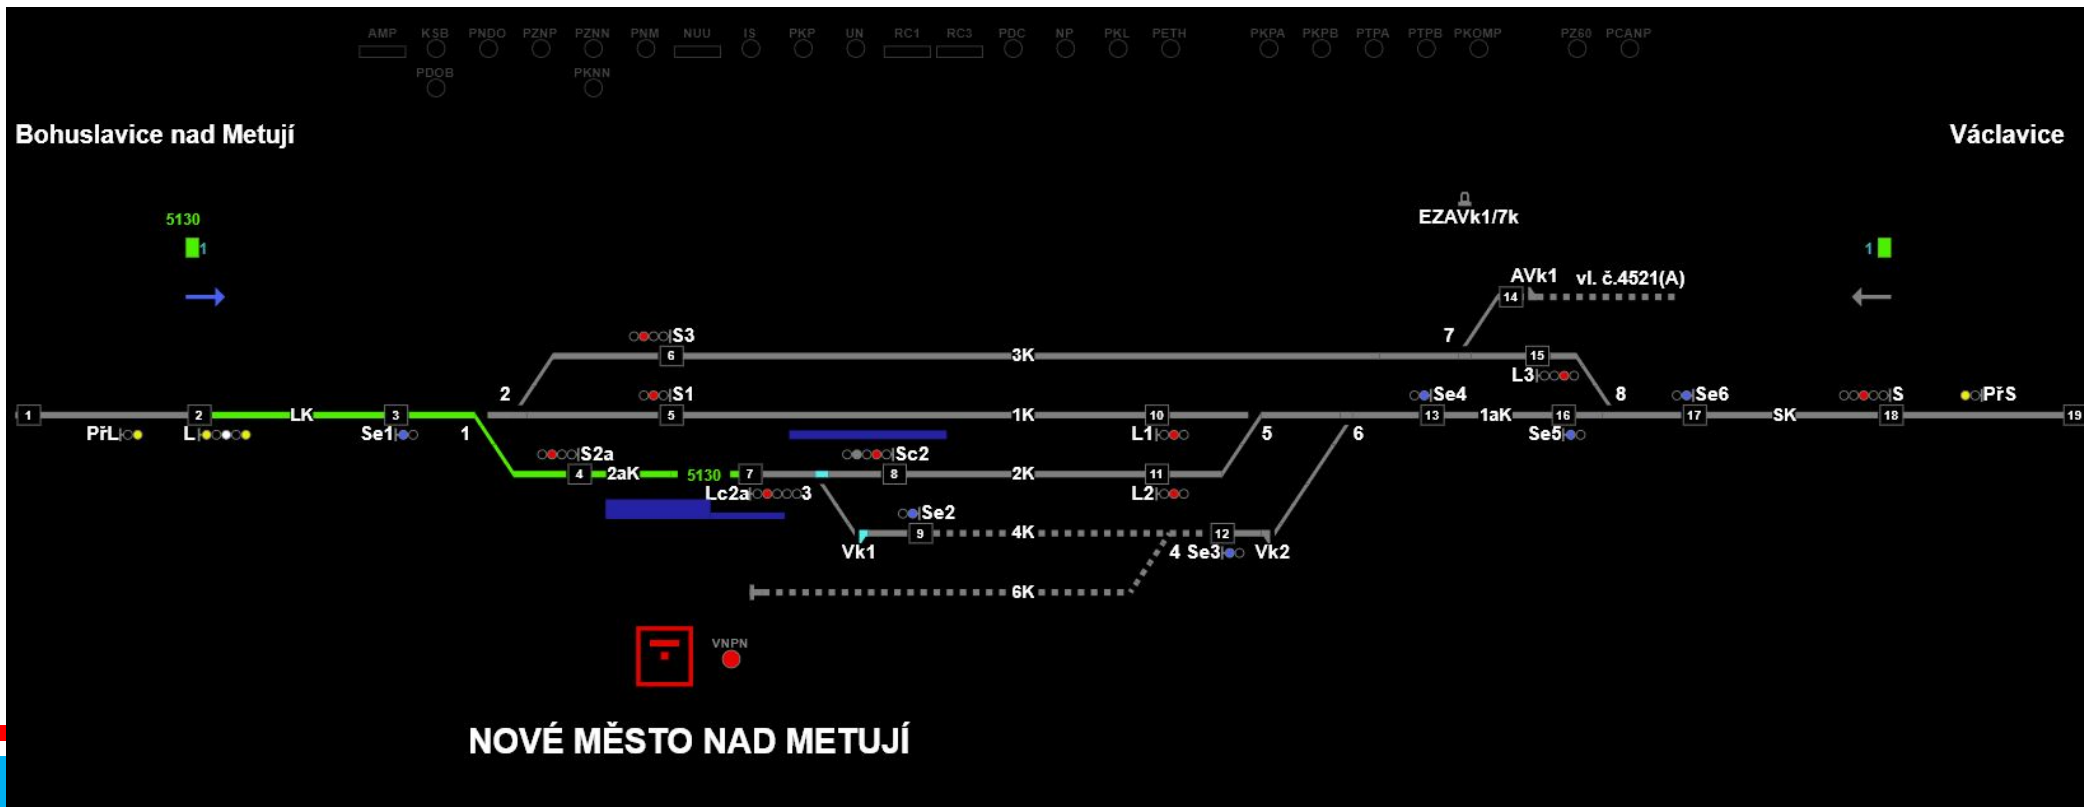 AMP KSB PNDO PZNP PZNN PNM NUU IS PKP UN RC1 RC3 PDC NP PKL PETH PKPA PKPB PTPA PTPB PKOMP PZ60 PCANP
PDOB PKNN
Bohuslavice nad Metují Václavice
5130 EZAVk1/7k
1 1
AVk1 vl. č.4521(A)
14
S3 7
6 3K 15
2 S1 L3 Se4 8 Se6 S PřS
1 2 LK 3 5 1K 10 13 1aK 16 17 SK 18 19
PřL L Se1 1 L1 5 6 Se5
S2a Sc2
4 2aK 5130 7 8 2K 11
Lc2a 3 L2
Se2
9 4K 12
Vk1 4 Se3 Vk2
6K
VNPN
NOVÉ MĚSTO NAD METUJÍ